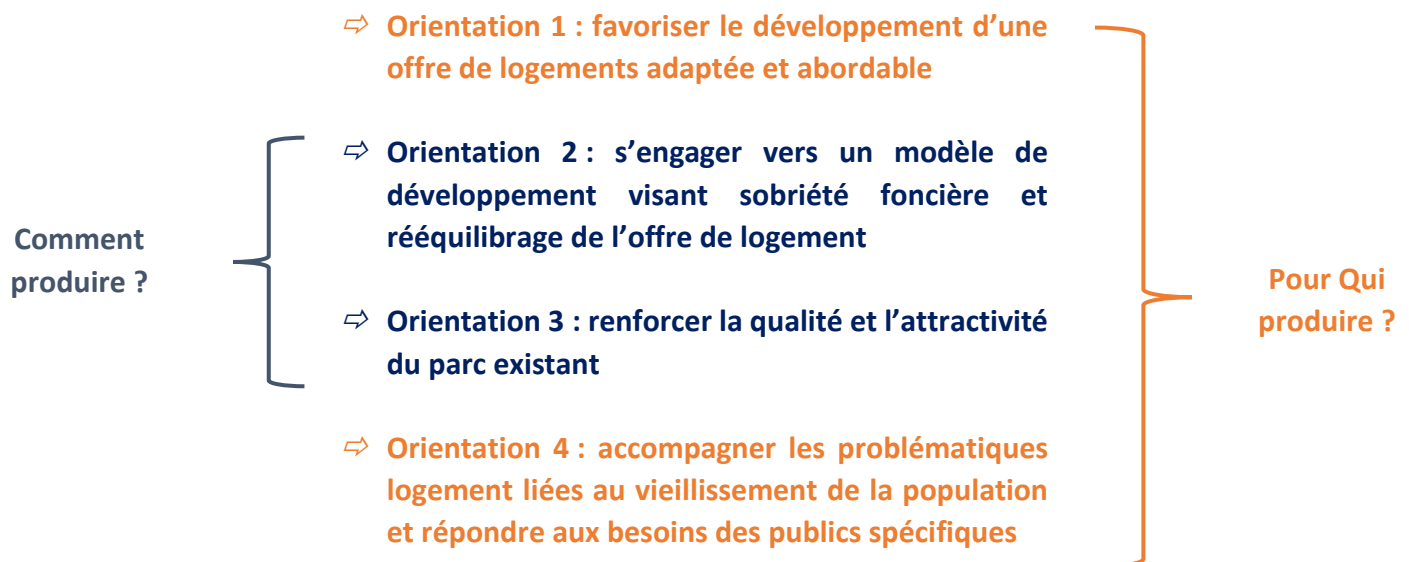 ⇨ Orientation 1 : favoriser le développement d’une
offre de logements adaptée et abordable
Comment
produire ?
⇨ Orientation 2 : s’engager vers un modèle de
développement visant sobriété foncière et
rééquilibrage de l’offre de logement
⇨ Orientation 3 : renforcer la qualité et l’attractivité
du parc existant
⇨ Orientation 4 : accompagner les problématiques
logement liées au vieillissement de la population
et répondre aux besoins des publics spécifiques
Pour Qui
produire ?